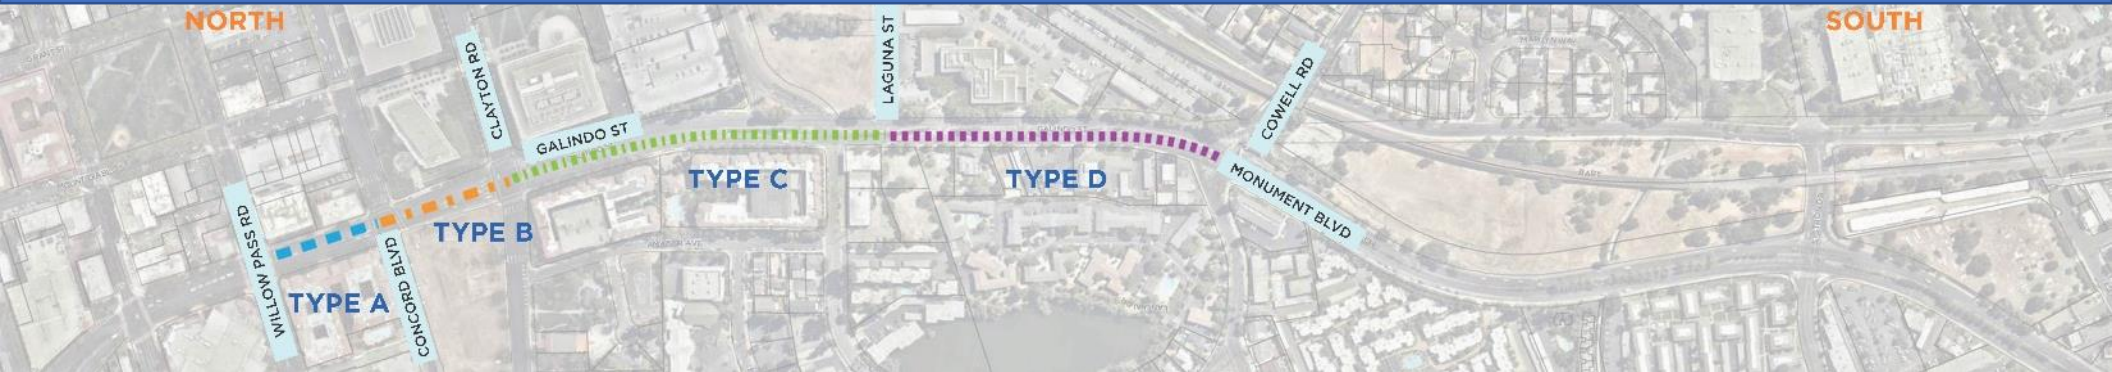 NORTH
SOUTH
CLAYTON RD
LAGUNA ST
COWELL RD
GALINDO ST
TYPE C
TYPE D
MONUMENT BLVD
WILLOW PASS RD
TYPE B
CONCORD BLVD
TYPE A